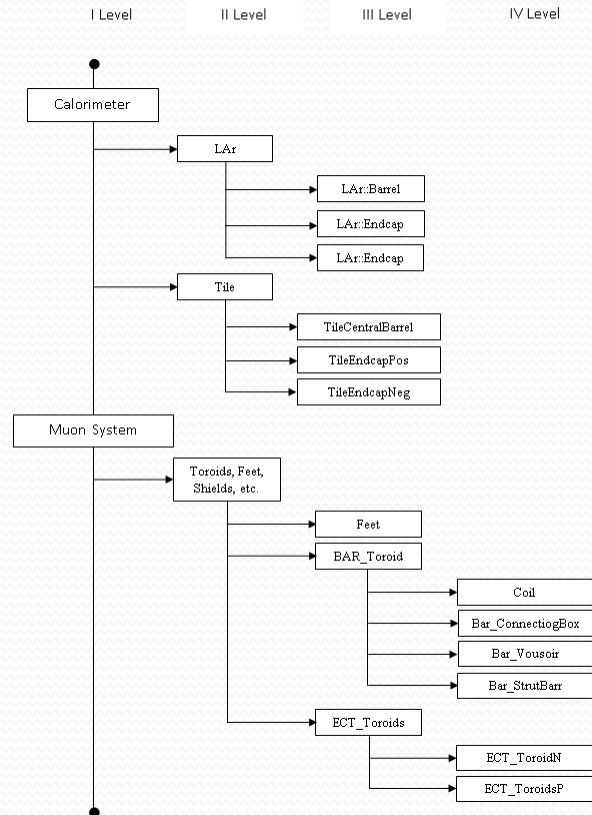 I Level II Level III Level IV Level
Calorimeter
LAr
LAr::Barrel
LAr::Endcap
LAr::Endcap
Tile
TileCentralBarrel
TileEndcapPos
TileEndcapNeg
Muon System
Toroids, Feet,
Shields, etc.
Feet
BAR_Toroid
Coil
Bar_ConnectiogBox
Bar_Vousoir
Bar_StrutBarr
ECT_Toroids
ECT_ToroidN
ECT_ToroidsP